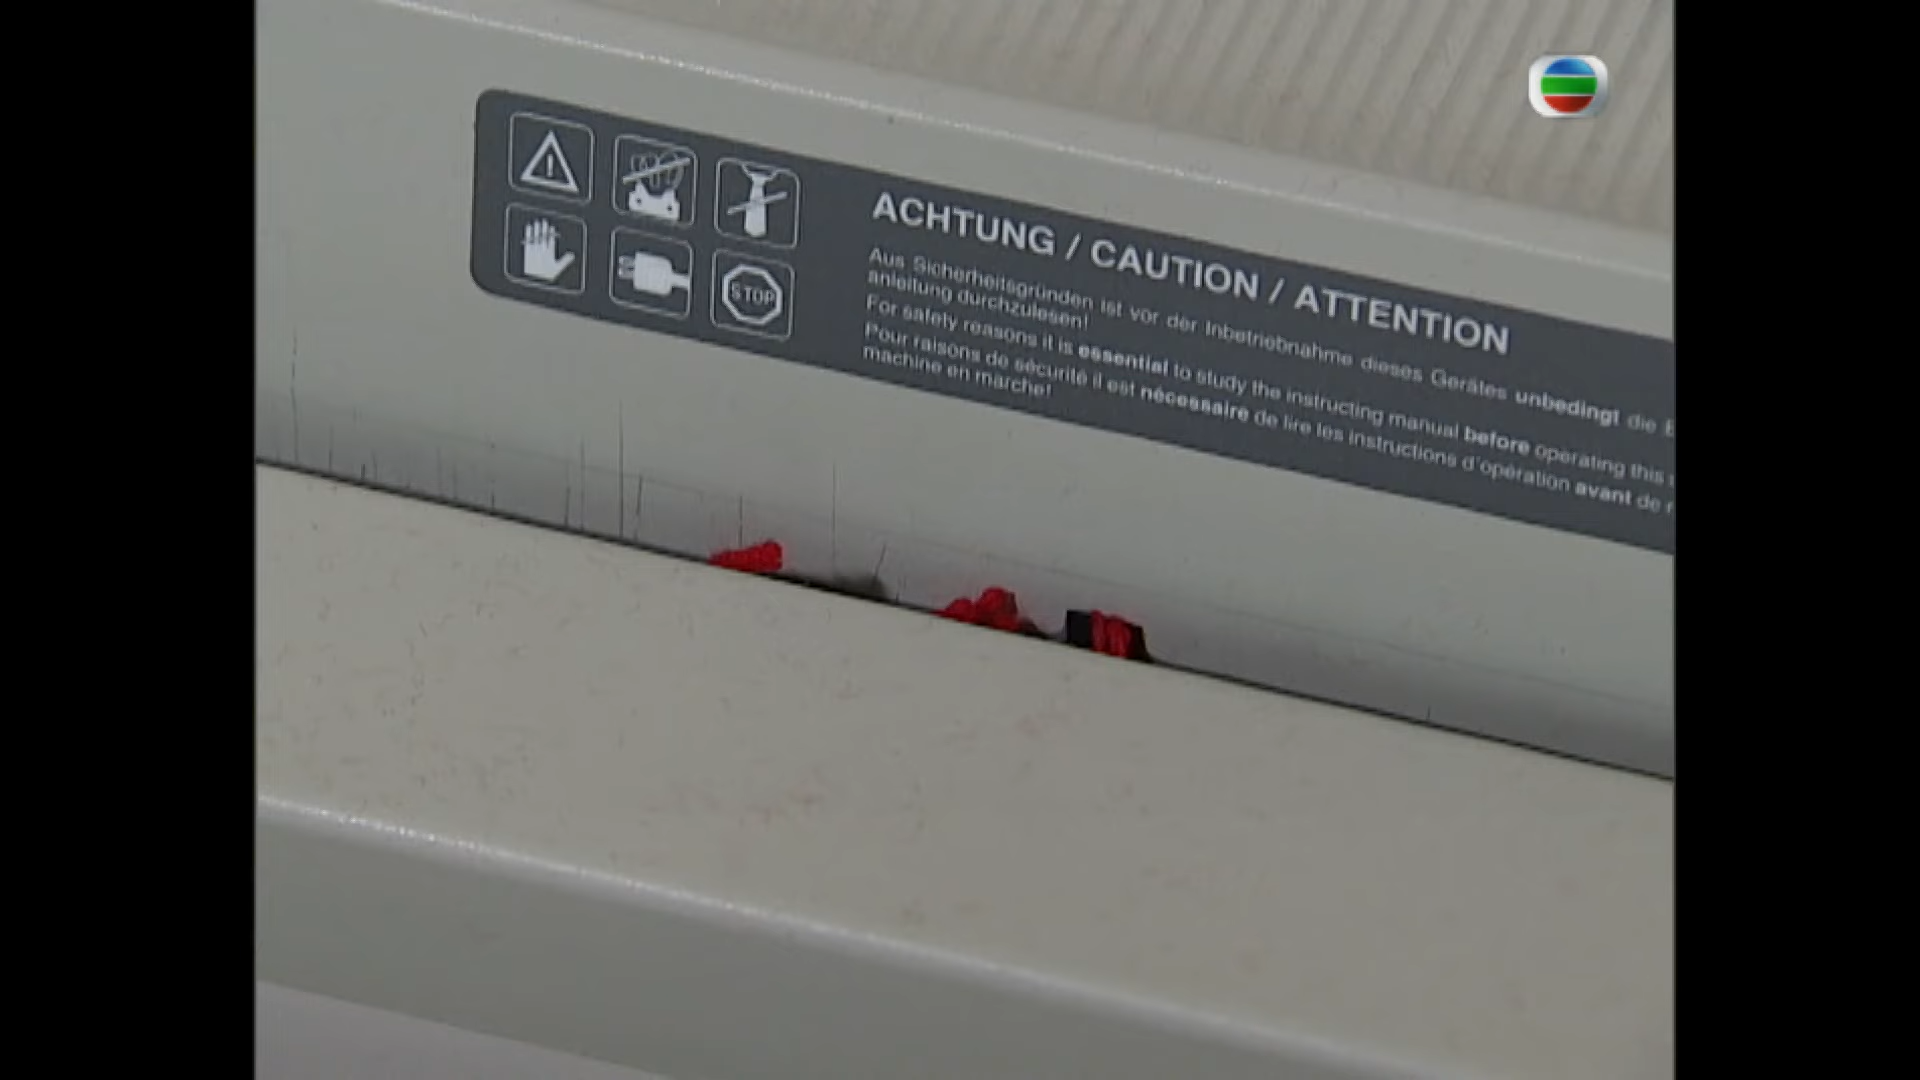 STOP
ACHTUNG / CAUTION / ATTENTION
Aus Sicherheitsgründen ist vor der Inbetriebnahme dieses Gerätes unbedingt die
anleitung durchzulesen!
For safety reasons it is essential to study the instructing manual before operating this
Pour raisons de sécurité il est nécessaire de lire les instructions d'opération avant de
machine en marche!